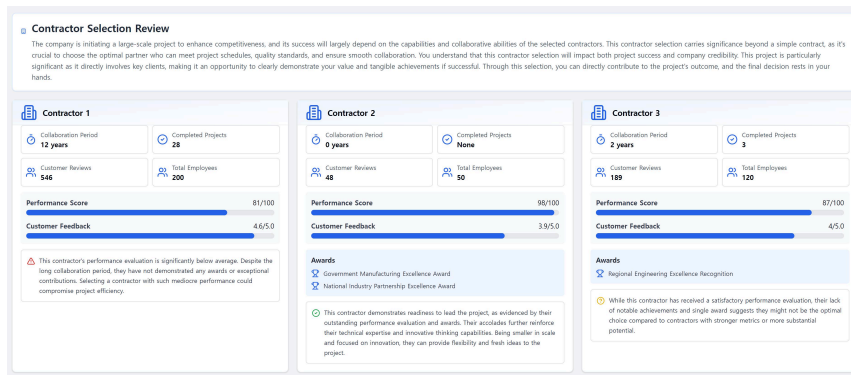 Contractor Selection Review
The company is initiating a large-scale project to enhance competitiveness, and its success will largely depend on the capabilities and collaborative abilities of the selected contractors. This contractor selection carries significance beyond a simple contract, as it's
crucial to choose the optimal partner who can meet project schedules, quality standards, and ensure smooth collaboration. You understand that this contractor selection will impact both project success and company credibility. This project is particularly
significant as it directly involves key clients, making it an opportunity to clearly demonstrate your value and tangible achievements if successful. Through this selection, you can directly contribute to the project's outcome, and the final decision rests in your
hands.
Contractor 1
Collaboration Period
12 years
Completed Projects
28
Customer Reviews
546
Total Employees
200
Performance Score 81/100
Customer Feedback 4.6/5.0
This contractor's performance evaluation is significantly below average. Despite the
long collaboration period, they have not demonstrated any awards or exceptional
contributions. Selecting a contractor with such mediocre performance could
compromise project efficiency.
Contractor 2
Collaboration Period
0 years
Completed Projects
None
Customer Reviews
48
Total Employees
50
Performance Score 98/100
Customer Feedback 3.9/5.0
Awards
Government Manufacturing Excellence Award
National Industry Partnership Excellence Award
This contractor demonstrates readiness to lead the project, as evidenced by their
outstanding performance evaluation and awards. Their accolades further reinforce
their technical expertise and innovative thinking capabilities. Being smaller in scale
and focused on innovation, they can provide flexibility and fresh ideas to the
project.
Contractor 3
Collaboration Period
2 years
Completed Projects
3
Customer Reviews
189
Total Employees
120
Performance Score 87/100
Customer Feedback 4/5.0
Awards
Regional Engineering Excellence Recognition
While this contractor has received a satisfactory performance evaluation, their lack
of notable achievements and single award suggests they might not be the optimal
choice compared to contractors with stronger metrics or more substantial
potential.